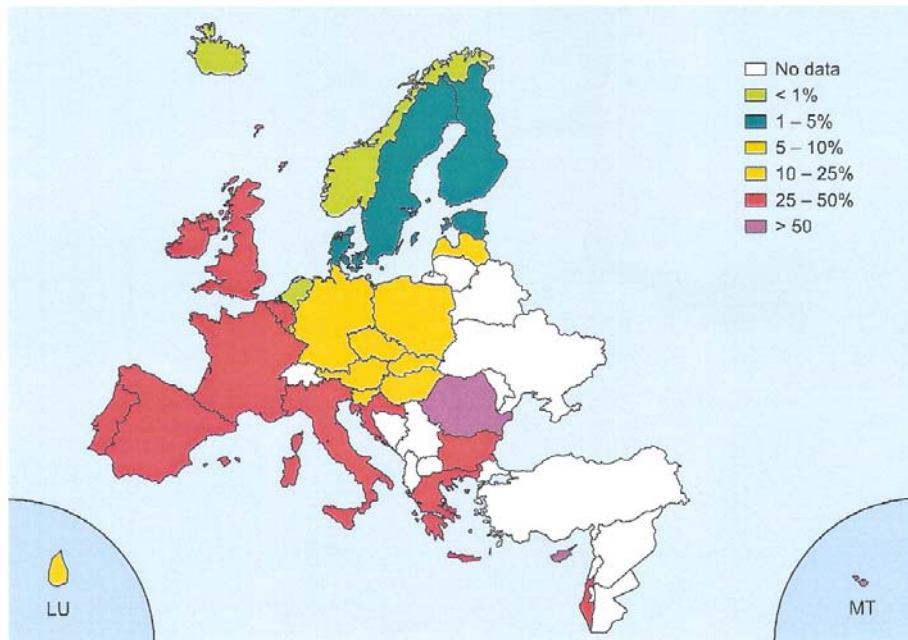 No data
< 1%
1 – 5%
5 – 10%
10 – 25%
25 – 50%
> 50
LU
MT